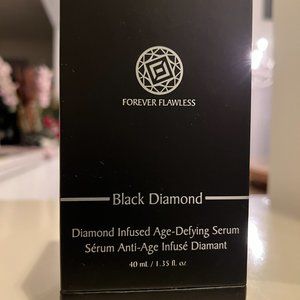 FOREVER FLAWLESS
Black Diamond
Diamond Infused Age-Defying Serum
Sérum Anti-Age Infusé Diamant
40 mL / 1.35 fl. oz